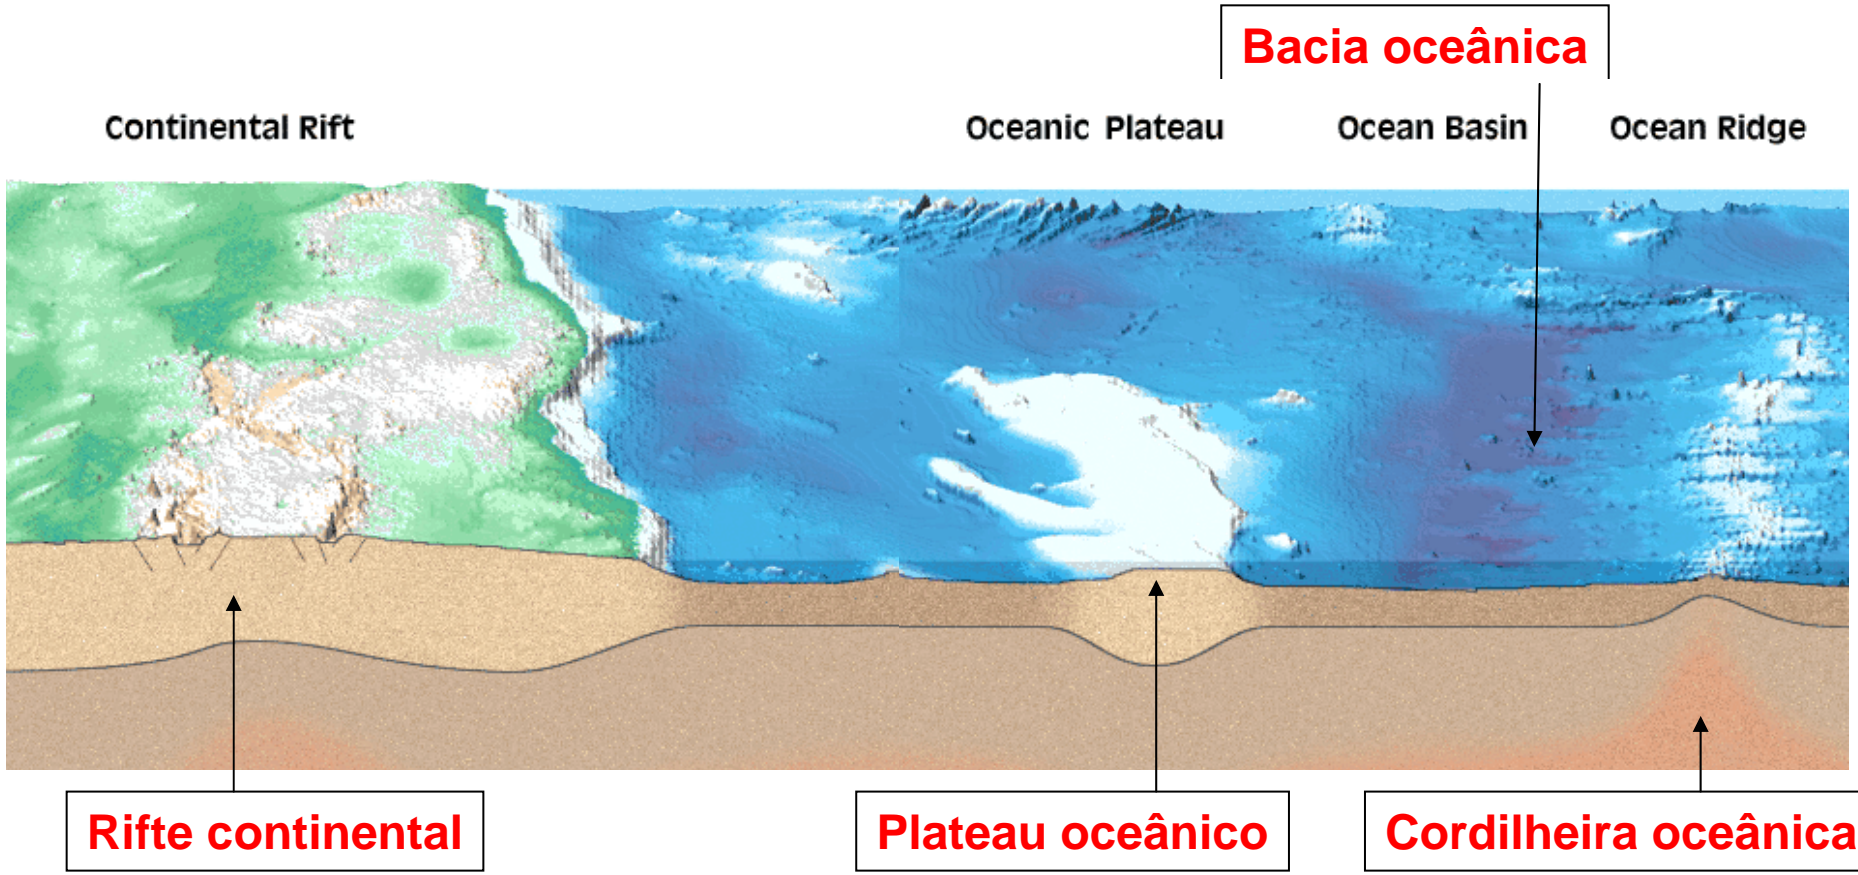 Bacia oceânica
Continental Rift
Oceanic Plateau
Ocean Basin
Ocean Ridge
Rifte continental
Plateau oceânico
Cordilheira oceânica